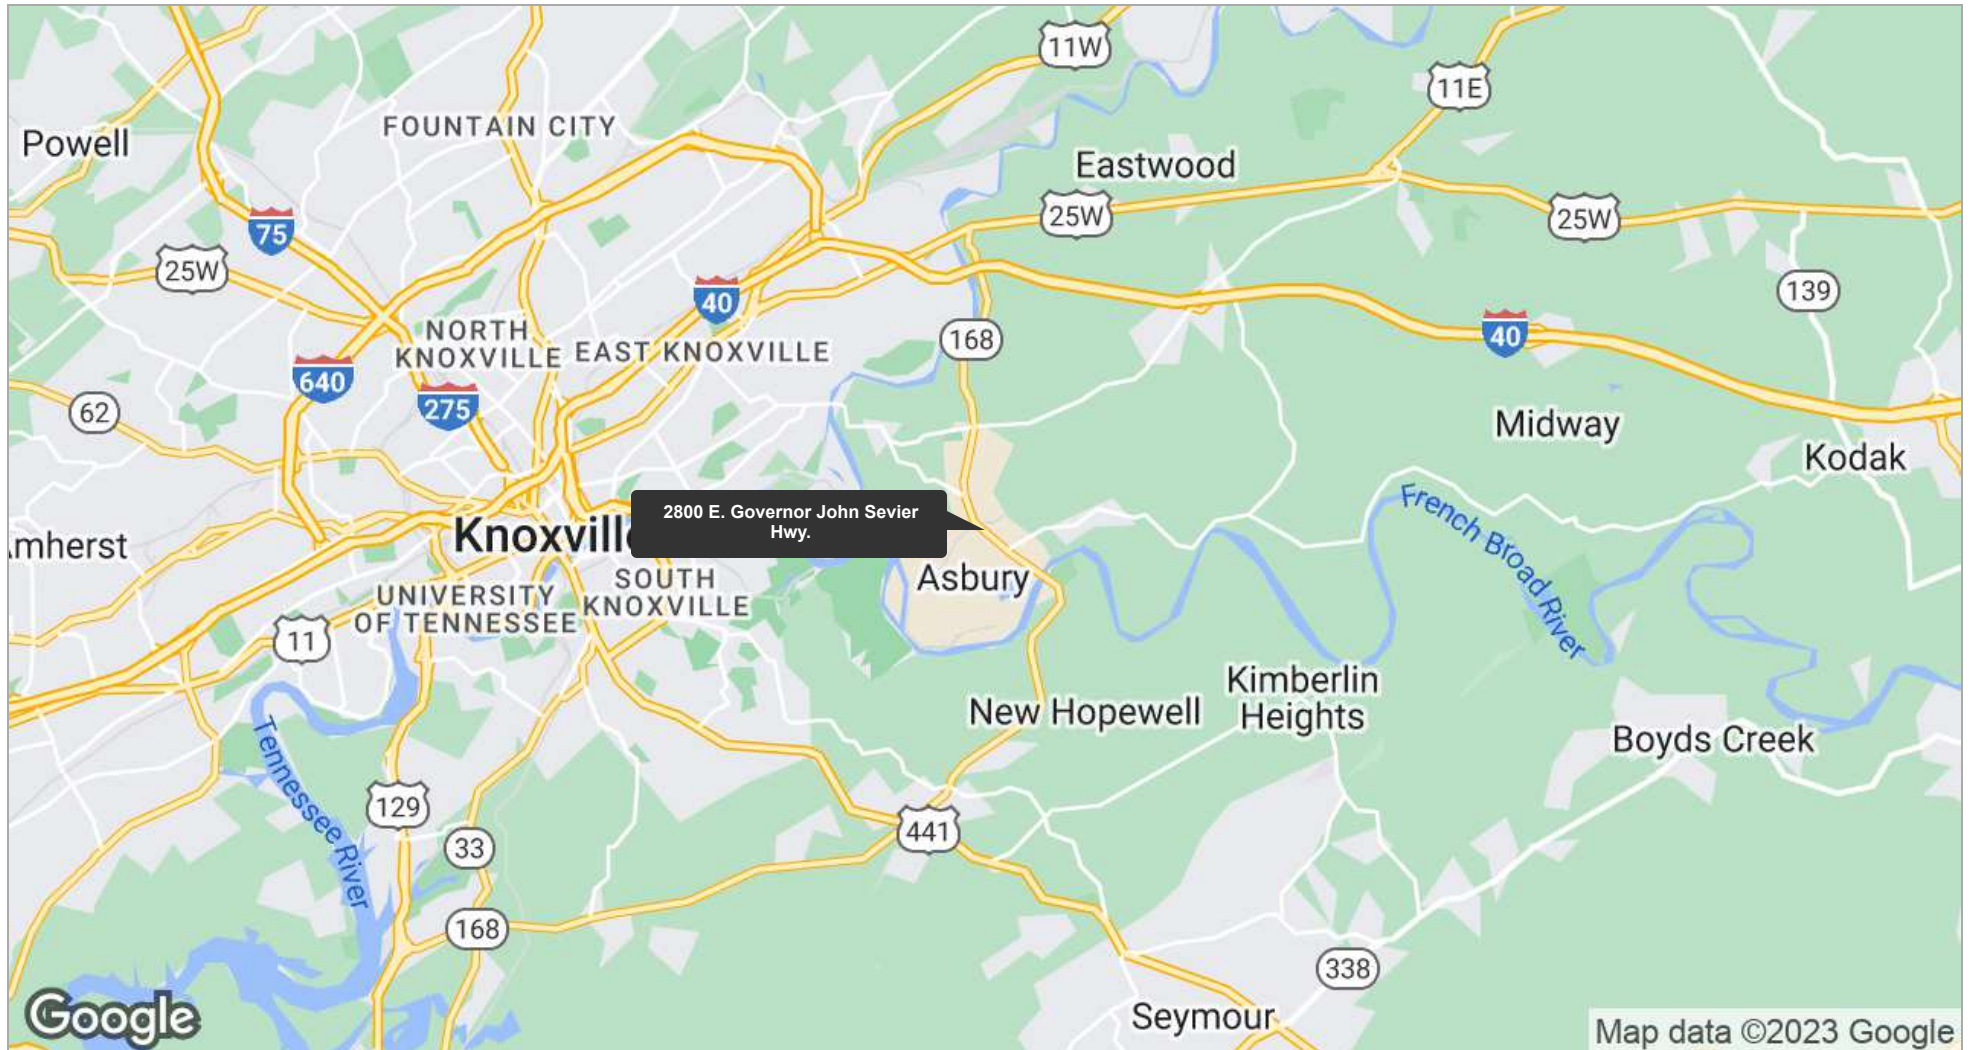 11W
11E
Powell
FOUNTAIN CITY
Eastwood
25W
25W
75
25W
40
139
168
40
NORTH
KNOXVILLE
EAST KNOXVILLE
640
275
62
Midway
Kodak
French Broad River
2800 E. Governor John Sevier
Hwy.
Knoxville
mherst
Asbury
SOUTH
KNOXVILLE
UNIVERSITY
OF TENNESSEE
11
Kimberlin
Heights
New Hopewell
Boyds Creek
Tennessee River
129
441
33
168
338
Google
Seymour
Map data ©2023 Google